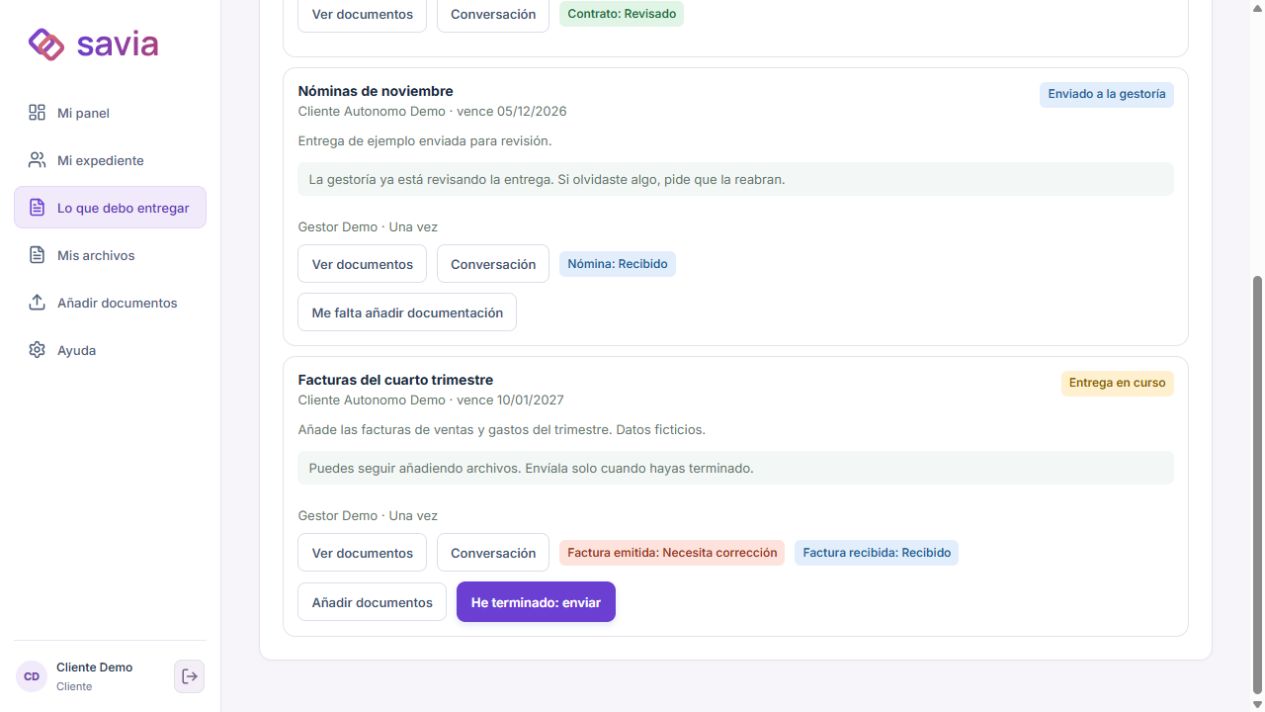 savia
Mi panel
Mi expediente
Lo que debo entregar
Mis archivos
Añadir documentos
Ayuda
CD
Cliente Demo
Cliente
Ver documentos
Conversación
Contrato: Revisado
Nóminas de noviembre
Enviado a la gestoría
Cliente Autonomo Demo · vence 05/12/2026
Entrega de ejemplo enviada para revisión.
La gestoría ya está revisando la entrega. Si olvidaste algo, pide que la reabran.
Gestor Demo · Una vez
Ver documentos
Conversación
Nómina: Recibido
Me falta añadir documentación
Facturas del cuarto trimestre
Entrega en curso
Cliente Autonomo Demo · vence 10/01/2027
Añade las facturas de ventas y gastos del trimestre. Datos ficticios.
Puedes seguir añadiendo archivos. Envíala solo cuando hayas terminado.
Gestor Demo · Una vez
Ver documentos
Conversación
Factura emitida: Necesita corrección
Factura recibida: Recibido
Añadir documentos
He terminado: enviar